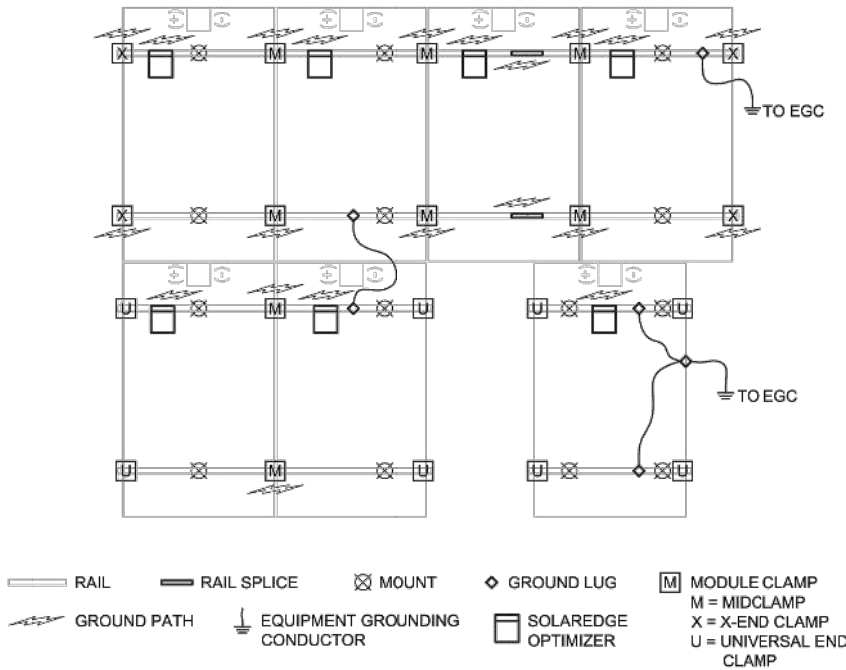 X
M
M
M
X
TO EGC
X
M
M
M
X
U
M
U
U
U
TO EGC
U
M
U
U
U
RAIL
RAIL SPLICE
MOUNT
GROUND LUG
M
MODULE CLAMP
M = MIDCLAMP
X = X-END CLAMP
U = UNIVERSAL END
CLAMP
GROUND PATH
EQUIPMENT GROUNDING
CONDUCTOR
SOLAREDGE
OPTIMIZER